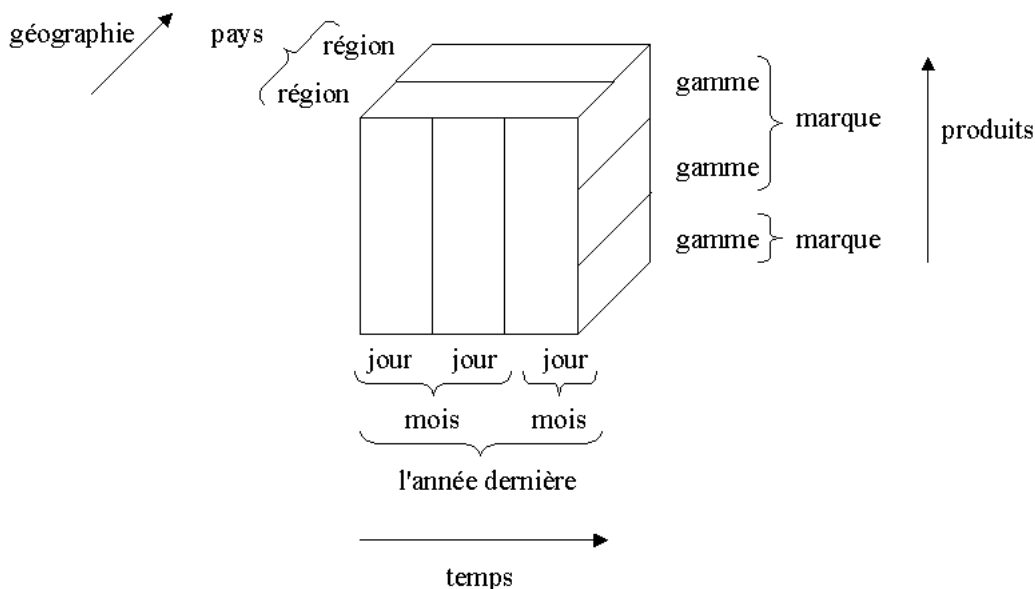 géographie
pays
région
région
gamme
marque
gamme
gamme
marque
produits
jour jour jour
mois mois
l'année dernière
temps